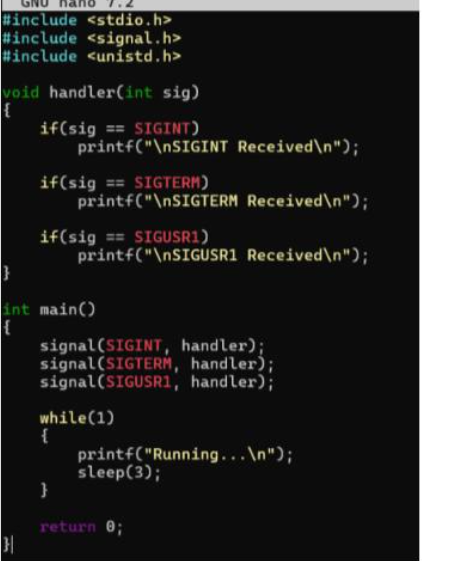 GNU nano 7.2
#include <stdio.h>
#include <signal.h>
#include <unistd.h>

void handler(int sig)
{
    if(sig == SIGINT)
        printf("\nSIGINT Received\n");

    if(sig == SIGTERM)
        printf("\nSIGTERM Received\n");

    if(sig == SIGUSR1)
        printf("\nSIGUSR1 Received\n");
}

int main()
{
    signal(SIGINT, handler);
    signal(SIGTERM, handler);
    signal(SIGUSR1, handler);

    while(1)
    {
        printf("Running...\n");
        sleep(3);
    }

    return 0;
}